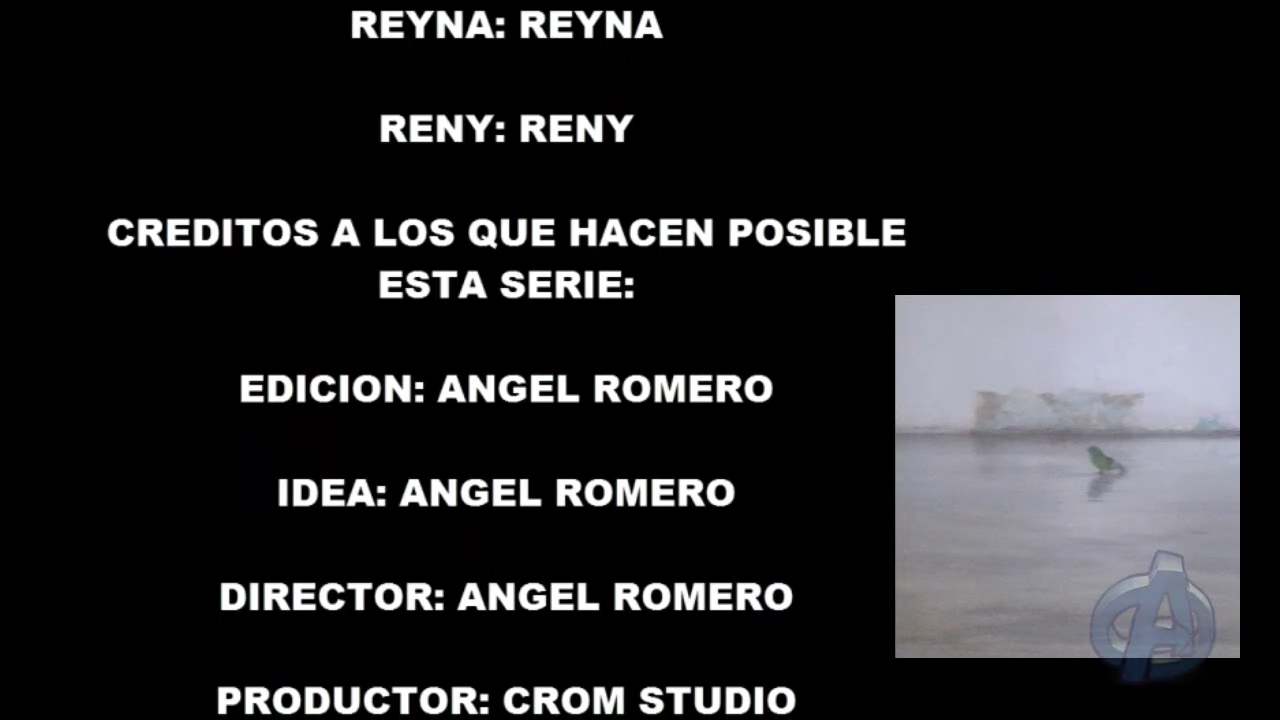 REYNA: REYNA
RENY: RENY
CREDITOS A LOS QUE HACEN POSIBLE
ESTA SERIE:
EDICION: ANGEL ROMERO
IDEA: ANGEL ROMERO
DIRECTOR: ANGEL ROMERO
PRODUCTOR: CROM STUDIO